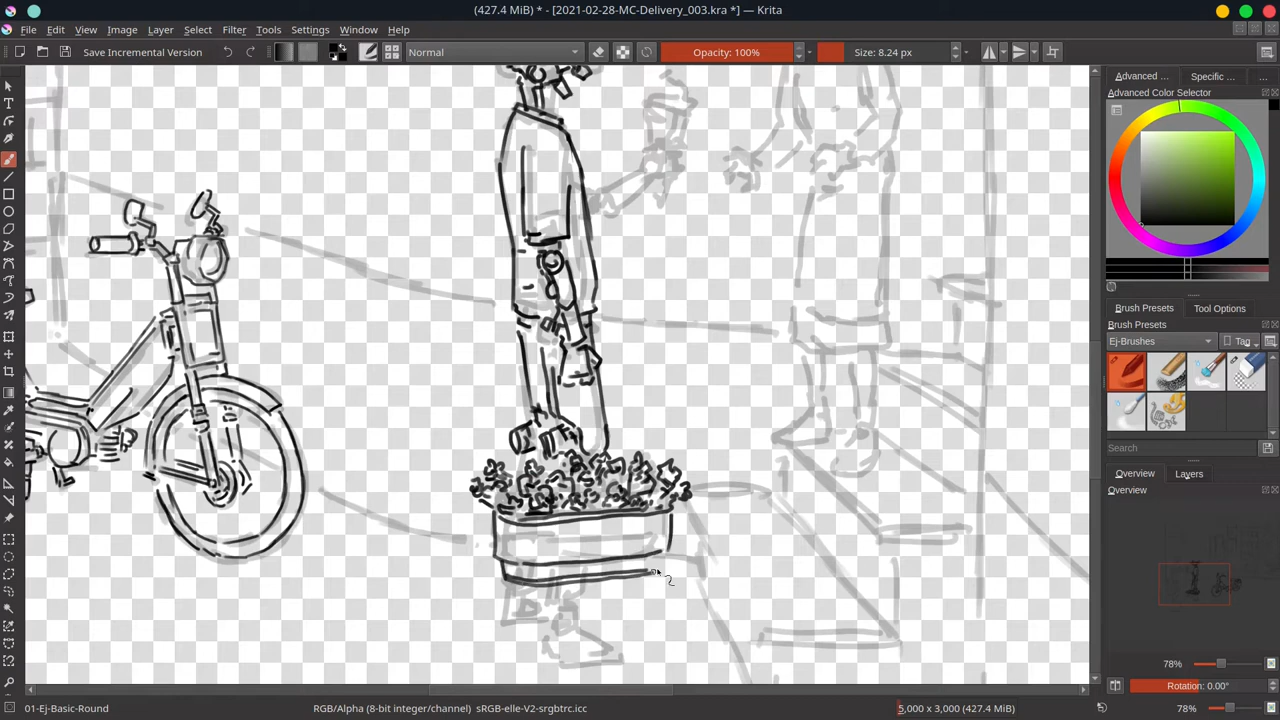 (427.4 MiB) * - [2021-02-28-MC-Delivery_003.kra *] — Krita
File Edit View Image Layer Select Filter Tools Settings Window Help
Save Incremental Version Normal Opacity: 100% Size: 8.24 px
Advanced ... Specific ... ...
Advanced Color Selector
Brush Presets Tool Options
Brush Presets
Ej-Brushes Tag
Search
Overview Layers
Overview
78%
Rotation: 0.00°
01-Ej-Basic-Round RGB/Alpha (8-bit integer/channel) sRGB-elle-V2-srgbtrc.icc 5,000 x 3,000 (427.4 MiB) 78%